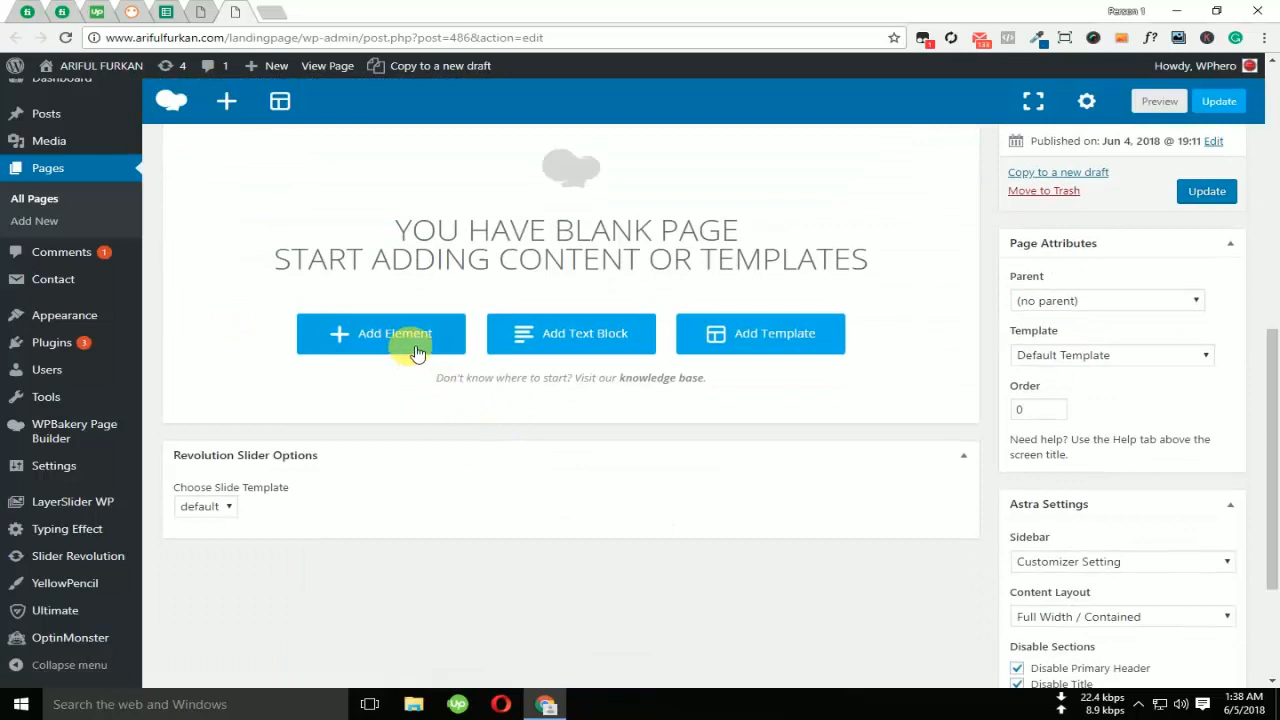 Person 1
www.arifulfurkan.com/landingpage/wp-admin/post.php?post=486&action=edit
ARIFUL FURKAN
4
1
New
View Page
Copy to a new draft
Howdy, WPhero
Dashboard
Posts
Media
Pages
All Pages
Add New
Comments 1
Contact
Appearance
Plugins 3
Users
Tools
WPBakery Page
Builder
Settings
LayerSlider WP
Typing Effect
Slider Revolution
YellowPencil
Ultimate
OptinMonster
Collapse menu
Preview
Update
YOU HAVE BLANK PAGE
START ADDING CONTENT OR TEMPLATES
Add Element
Add Text Block
Add Template
Don't know where to start? Visit our knowledge base.
Revolution Slider Options
Choose Slide Template
default
Published on: Jun 4, 2018 @ 19:11 Edit
Copy to a new draft
Move to Trash
Update
Page Attributes
Parent
(no parent)
Template
Default Template
Order
0
Need help? Use the Help tab above the
screen title.
Astra Settings
Sidebar
Customizer Setting
Content Layout
Full Width / Contained
Disable Sections
Disable Primary Header
Disable Title
Search the web and Windows
22.4 kbps
8.9 kbps
1:38 AM
6/5/2018